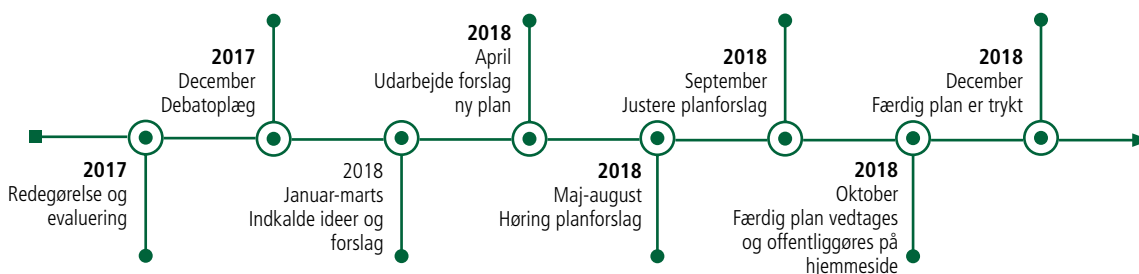 2017
Redegørelse og
evaluering
2017
December
Debatoplæg
2018
Januar-marts
Indkalde ideer og
forslag
2018
April
Udarbejde forslag
ny plan
2018
Maj-august
Høring planforslag
2018
September
Justere planforslag
2018
Oktober
Færdig plan vedtages
og offentliggøres på
hjemmeside
2018
December
Færdig plan er trykt